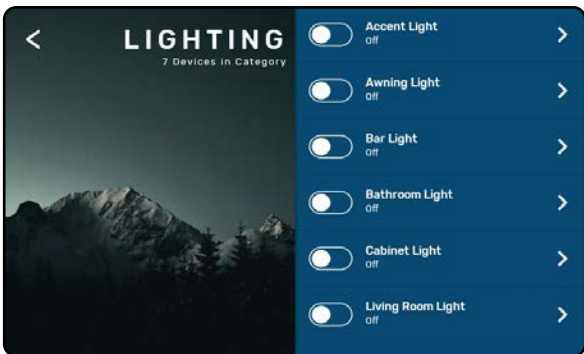 LIGHTING
7 Devices in Category
Accent Light
Off
Awning Light
Off
Bar Light
Off
Bathroom Light
Off
Cabinet Light
Off
Living Room Light
Off